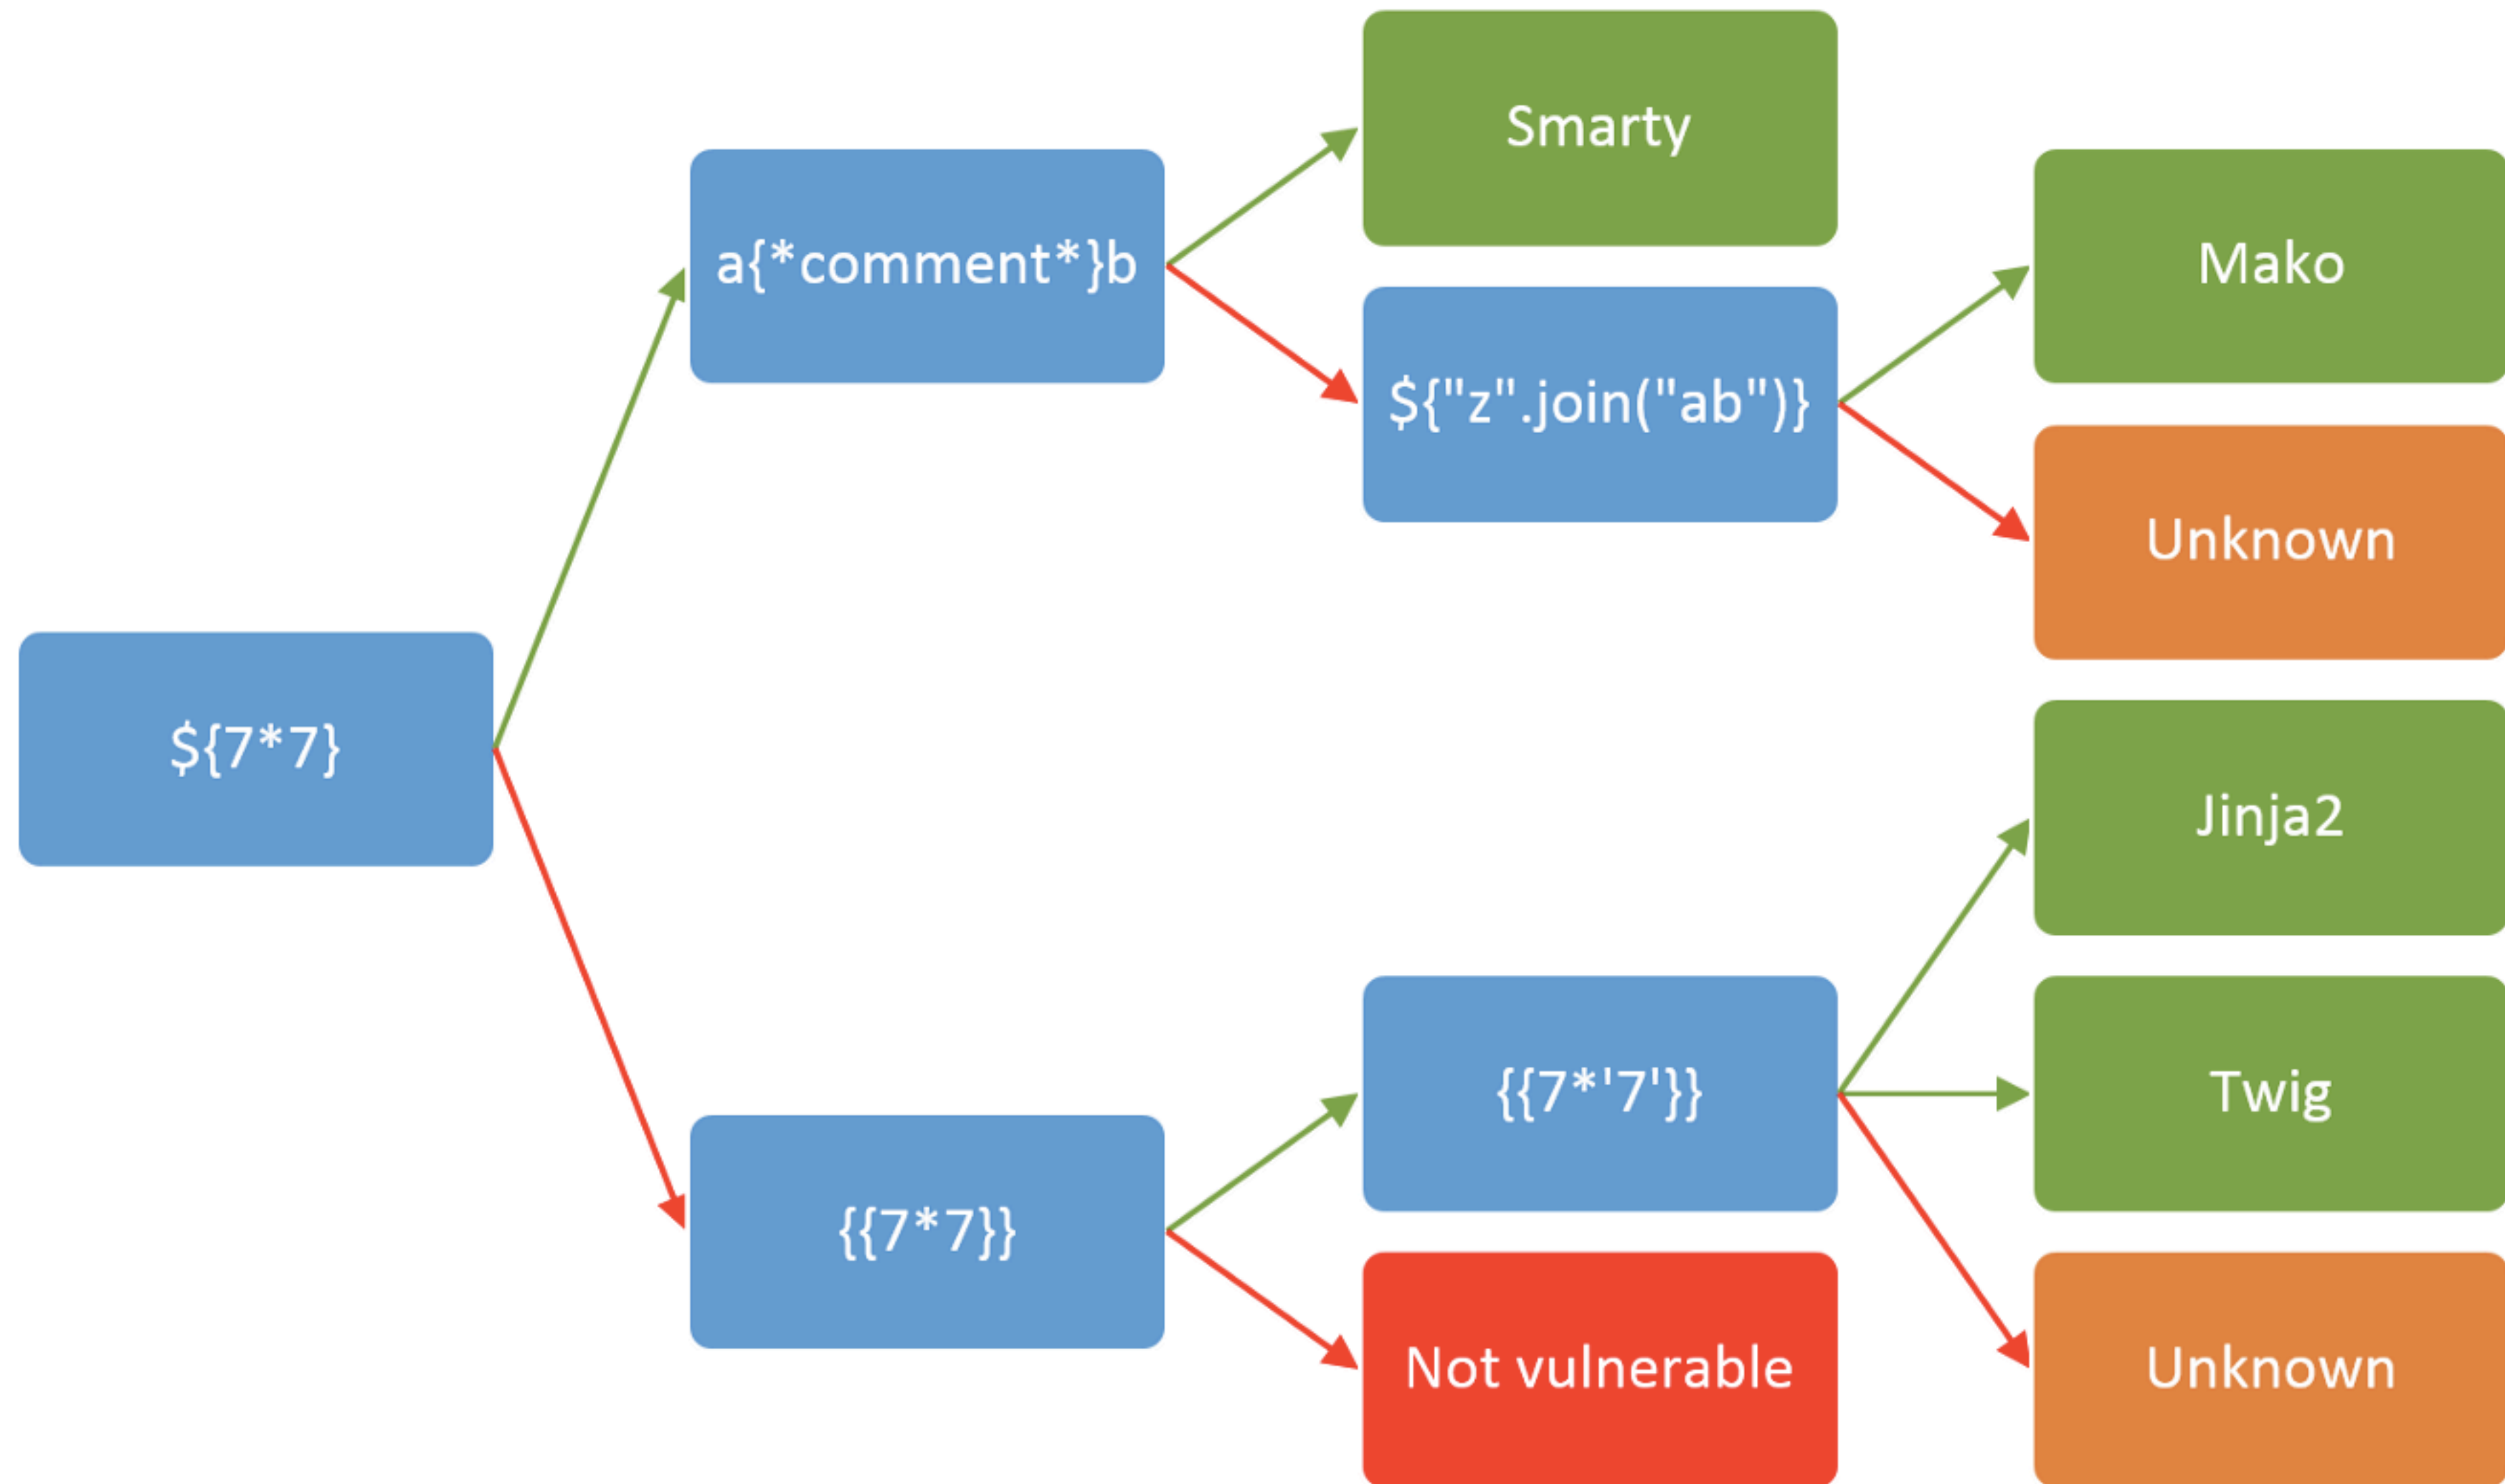 Smarty
a{*comment*}b
Mako
${"z".join("ab")}
Unknown
${7*7}
Jinja2
{{7*'7'}}
Twig
{{7*7}}
Not vulnerable
Unknown